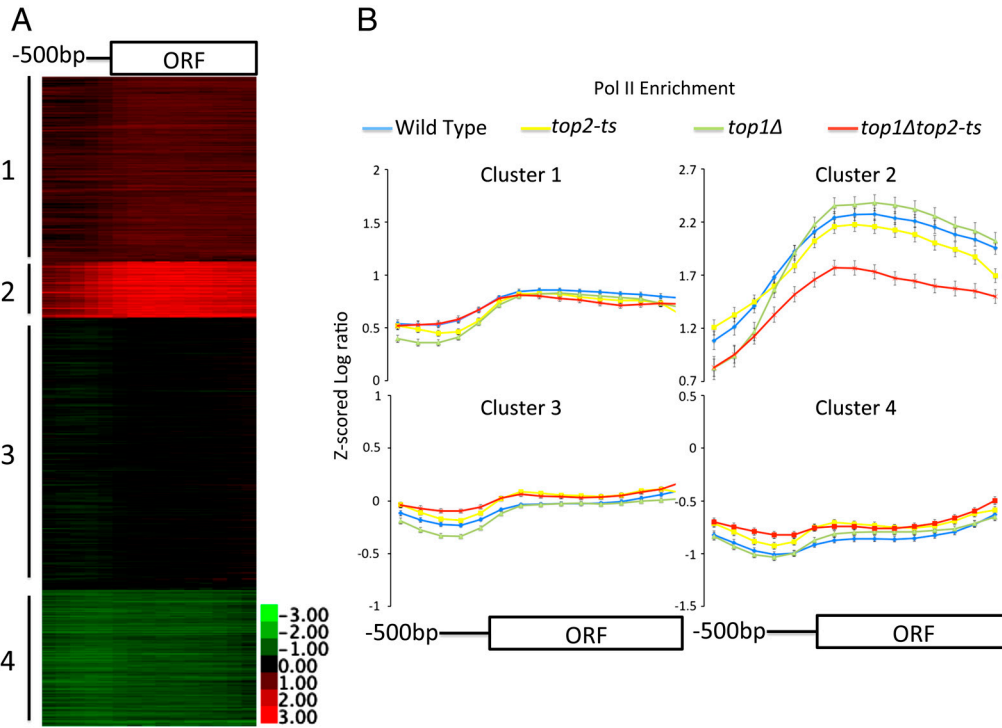 A
B
-500bp
ORF
1
2
3
4
-3.00
-2.00
-1.00
0.00
1.00
2.00
3.00
Pol II Enrichment
Wild Type
top2-ts
top1Δ
top1Δtop2-ts
Z-scored Log ratio
Cluster 1
2
1.5
1
0.5
0
Cluster 2
2.7
2.2
1.7
1.2
0.7
Cluster 3
1
0.5
0
-0.5
-1
Cluster 4
0.5
0
-0.5
-1
-1.5
-500bp
ORF
-500bp
ORF